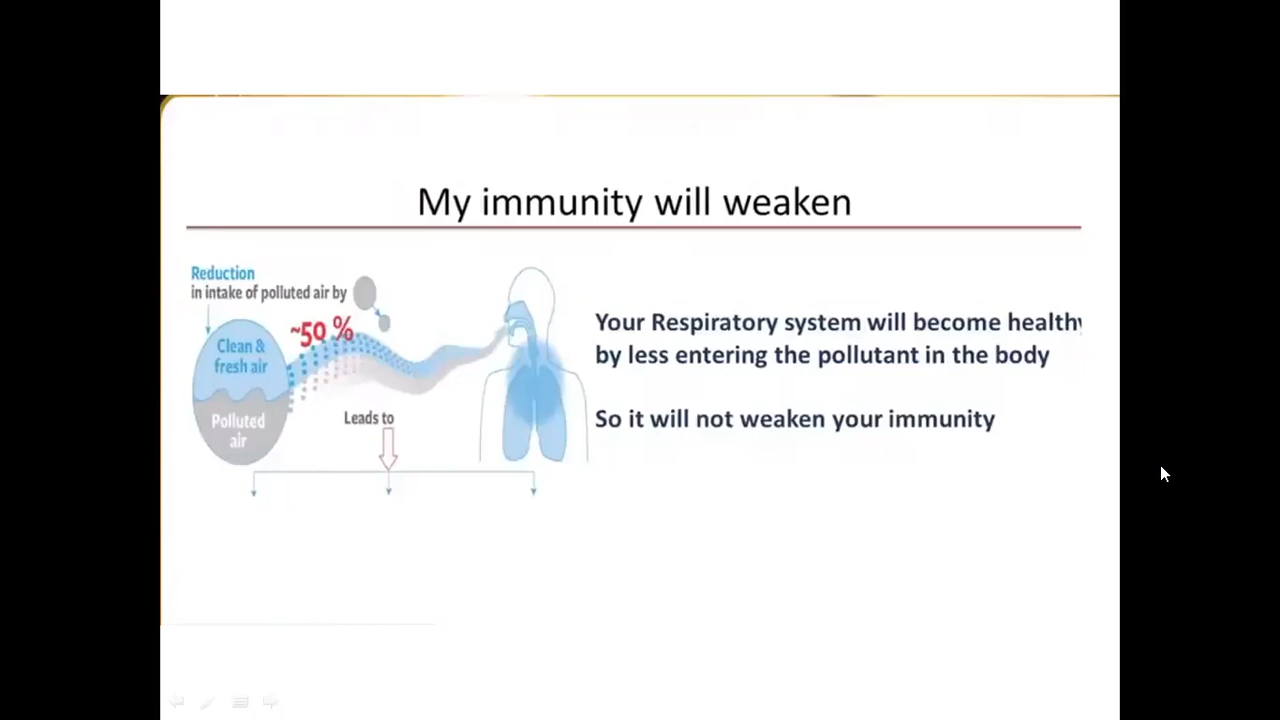 My immunity will weaken
Reduction
in intake of polluted air by
~50 %
Clean &
fresh air
Polluted
air
Leads to
Your Respiratory system will become healthy
by less entering the pollutant in the body
So it will not weaken your immunity